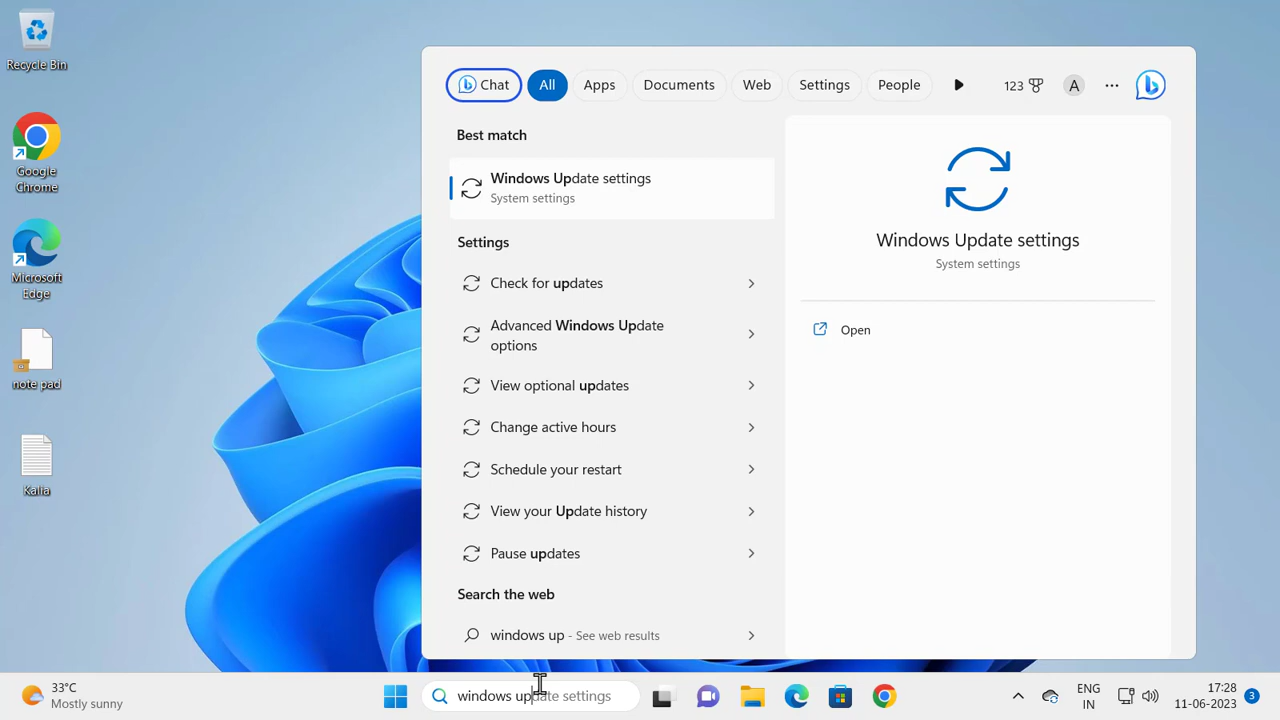 Recycle Bin
Google
Chrome
Microsoft
Edge
note pad
Kalia
Chat
All
Apps
Documents
Web
Settings
People
123
A
Best match
Windows Update settings
System settings
Settings
Check for updates
Advanced Windows Update
options
View optional updates
Change active hours
Schedule your restart
View your Update history
Pause updates
Search the web
windows up - See web results
Windows Update settings
System settings
Open
33°C
Mostly sunny
windows update settings
ENG
IN
17:28
11-06-2023
3